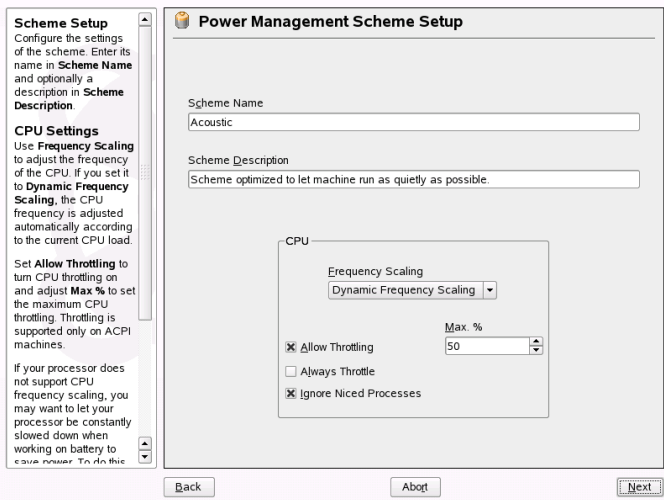 Scheme Setup
Configure the settings
of the scheme. Enter its
name in Scheme Name
and optionally a
description in Scheme
Description.
CPU Settings
Use Frequency Scaling
to adjust the frequency
of the CPU. If you set it
to Dynamic Frequency
Scaling, the CPU
frequency is adjusted
automatically according
to the current CPU load.
Set Allow Throttling to
turn CPU throttling on
and adjust Max % to set
the maximum CPU
throttling. Throttling is
supported only on ACPI
machines.
If your processor does
not support CPU
frequency scaling, you
may want to let your
processor be constantly
slowed down when
working on battery to
save power. To do this
Power Management Scheme Setup
Scheme Name
Acoustic
Scheme Description
Scheme optimized to let machine run as quietly as possible.
CPU
Frequency Scaling
Dynamic Frequency Scaling
Max. %
Allow Throttling
50
Always Throttle
Ignore Niced Processes
Back
Abort
Next